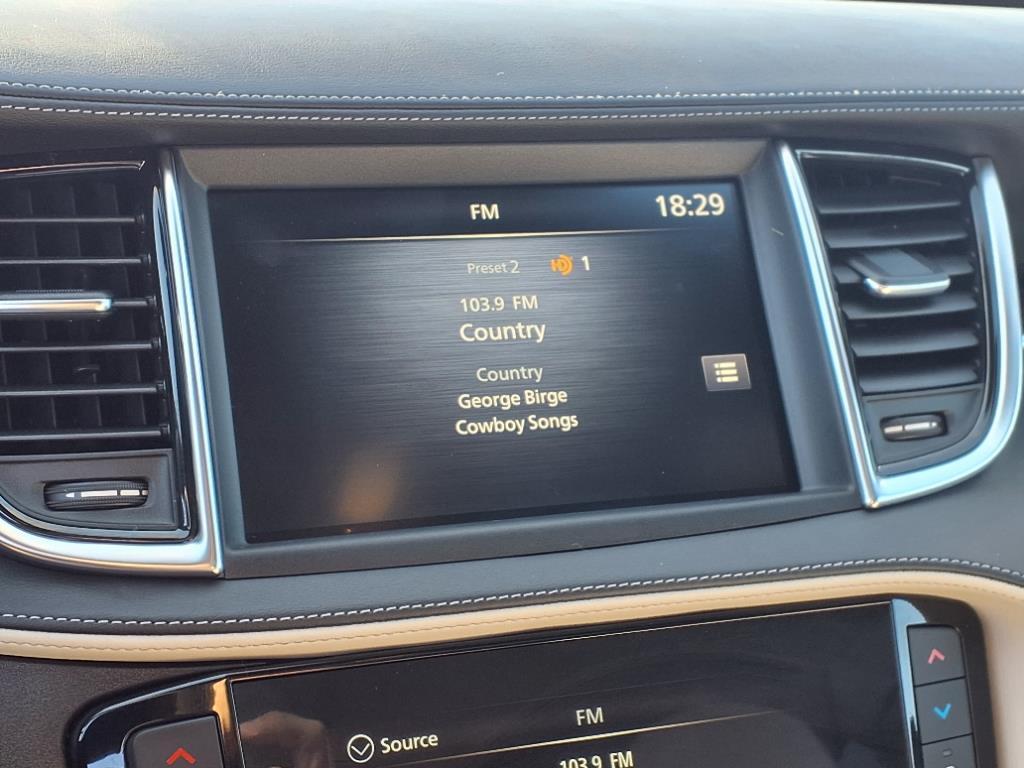 FM 18:29
Preset 2 HD 1
103.9 FM
Country
Country
George Birge
Cowboy Songs
FM
Source
103.9 FM